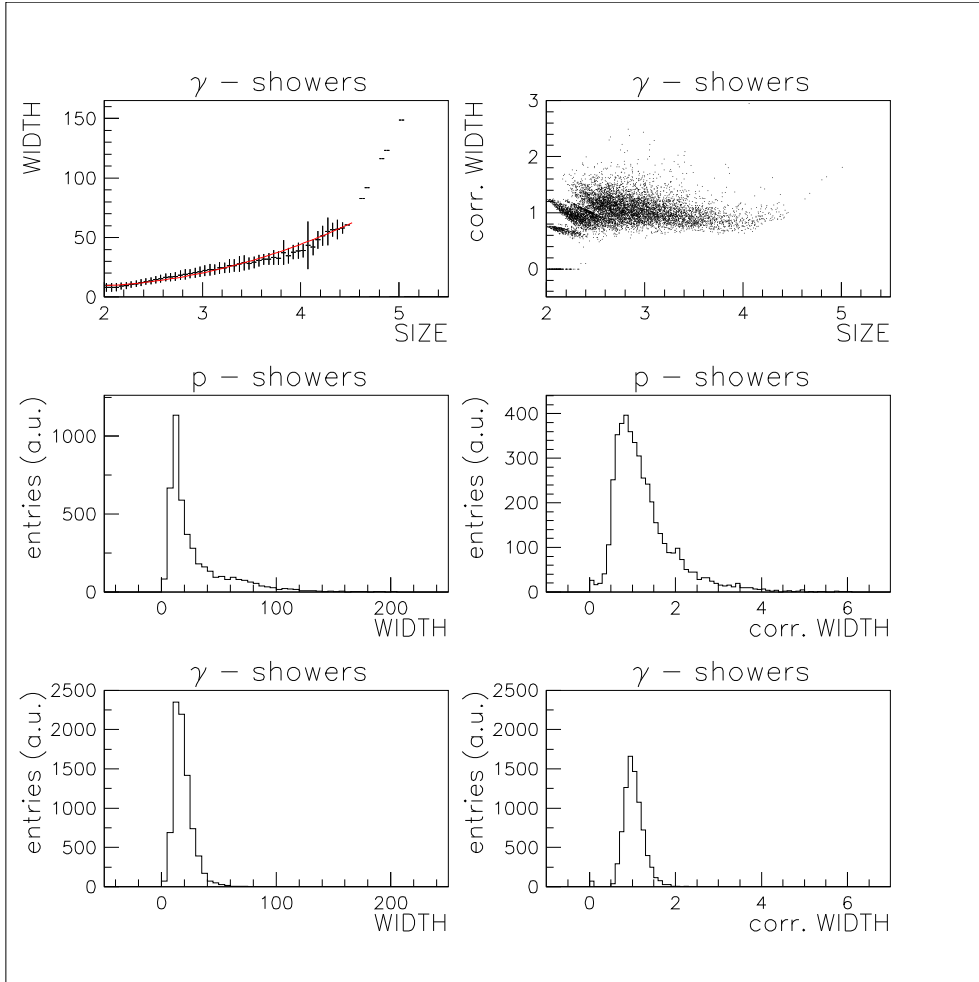 γ − showers
WIDTH
150
100
50
0
2 3 4 5
SIZE
γ − showers
corr. WIDTH
3
2
1
0
2 3 4 5
SIZE
p − showers
entries (a.u.)
1000
500
0
0 100 200
WIDTH
p − showers
entries (a.u.)
400
300
200
100
0
0 2 4 6
corr. WIDTH
γ − showers
entries (a.u.)
2500
2000
1500
1000
500
0
0 100 200
WIDTH
γ − showers
entries (a.u.)
2500
2000
1500
1000
500
0
0 2 4 6
corr. WIDTH